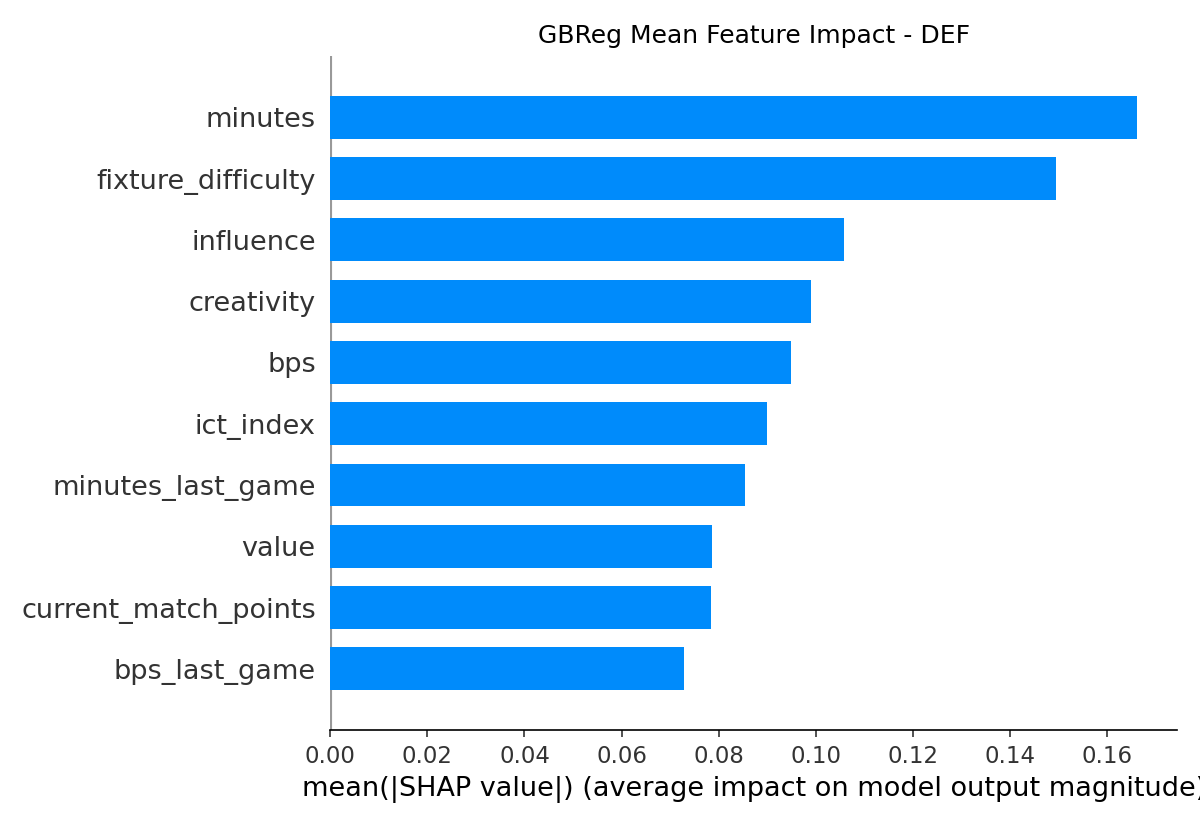 GBReg Mean Feature Impact - DEF
minutes
fixture_difficulty
influence
creativity
bps
ict_index
minutes_last_game
value
current_match_points
bps_last_game
0.00 0.02 0.04 0.06 0.08 0.10 0.12 0.14 0.16
mean(|SHAP value|) (average impact on model output magnitude)